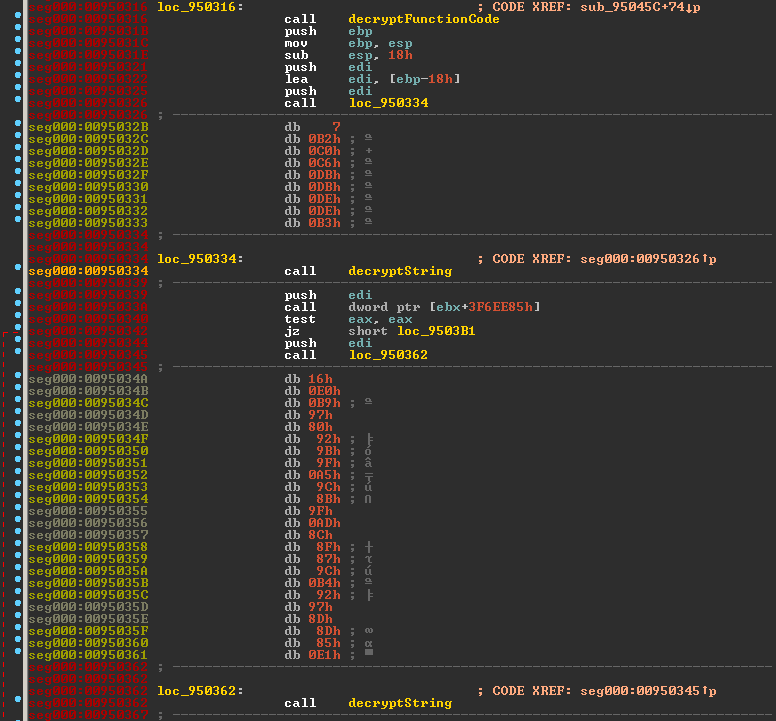 seg000:00950316 loc_950316: ; CODE XREF: sub_95045C+74↓p
seg000:00950316 call decryptFunctionCode
seg000:0095031B push ebp
seg000:0095031C mov ebp, esp
seg000:0095031E sub esp, 18h
seg000:00950321 push edi
seg000:00950322 lea edi, [ebp-18h]
seg000:00950325 push edi
seg000:00950326 call loc_950334
seg000:00950326 ; ---------------------------------------------------------------------------
seg000:0095032B db 7
seg000:0095032C db 0B2h ; ª
seg000:0095032D db 0C0h ; +
seg000:0095032E db 0C6h ; ª
seg000:0095032F db 0DBh ; ª
seg000:00950330 db 0DBh ; ª
seg000:00950331 db 0DEh ; ª
seg000:00950332 db 0DEh ; ª
seg000:00950333 db 0B3h ; ª
seg000:00950334 ; ---------------------------------------------------------------------------
seg000:00950334
seg000:00950334 loc_950334: ; CODE XREF: seg000:00950326↑p
seg000:00950334 call decryptString
seg000:00950339
seg000:00950339 push edi
seg000:0095033A call dword ptr [ebx+3F6EE85h]
seg000:00950340 test eax, eax
seg000:00950342 jz short loc_9503B1
seg000:00950344 push edi
seg000:00950345 call loc_950362
seg000:00950345 ; ---------------------------------------------------------------------------
seg000:0095034A db 16h
seg000:0095034B db 0E0h
seg000:0095034C db 0B9h ; ª
seg000:0095034D db 97h
seg000:0095034E db 80h
seg000:0095034F db 92h ; ╞
seg000:00950350 db 9Bh ; ó
seg000:00950351 db 9Fh ; â
seg000:00950352 db 0A5h ;
seg000:00950353 db 9Ch ; ú
seg000:00950354 db 8Bh ; ∩
seg000:00950355 db 9Fh
seg000:00950356 db 0ADh
seg000:00950357 db 8Ch
seg000:00950358 db 8Fh ; ┼
seg000:00950359 db 87h ; τ
seg000:0095035A db 9Ch ; ú
seg000:0095035B db 0B4h ; ª
seg000:0095035C db 92h ; ╞
seg000:0095035D db 97h
seg000:0095035E db 8Dh
seg000:0095035F db 8Dh ; ∞
seg000:00950360 db 85h ; α
seg000:00950361 db 0E1h ; ■
seg000:00950362 ; ---------------------------------------------------------------------------
seg000:00950362
seg000:00950362 loc_950362: ; CODE XREF: seg000:00950345↑p
seg000:00950362 call decryptString
seg000:00950367 ; ---------------------------------------------------------------------------